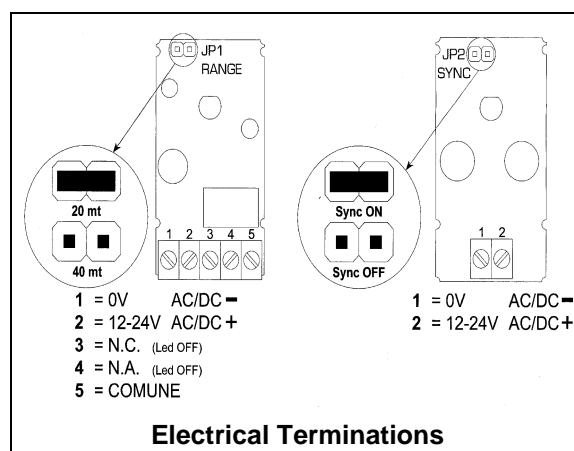 JP1
RANGE
20 mt
40 mt
1 2 3 4 5
1 = 0V AC/DC -
2 = 12-24V AC/DC +
3 = N.C. (Led OFF)
4 = N.A. (Led OFF)
5 = COMUNE
JP2
SYNC
Sync ON
Sync OFF
1 2
1 = 0V AC/DC -
2 = 12-24V AC/DC +
Electrical Terminations